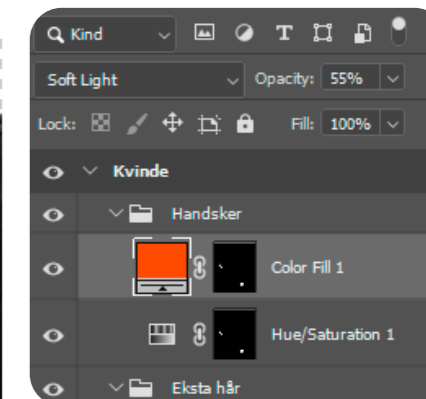 Kind
Soft Light Opacity: 55%
Lock: Fill: 100%
Kvinde
Handsker
Color Fill 1
Hue/Saturation 1
Eksta hår